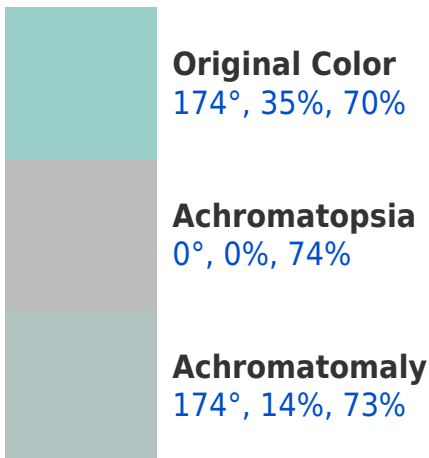 Original Color
174°, 35%, 70%
Achromatopsia
0°, 0%, 74%
Achromatomaly
174°, 14%, 73%